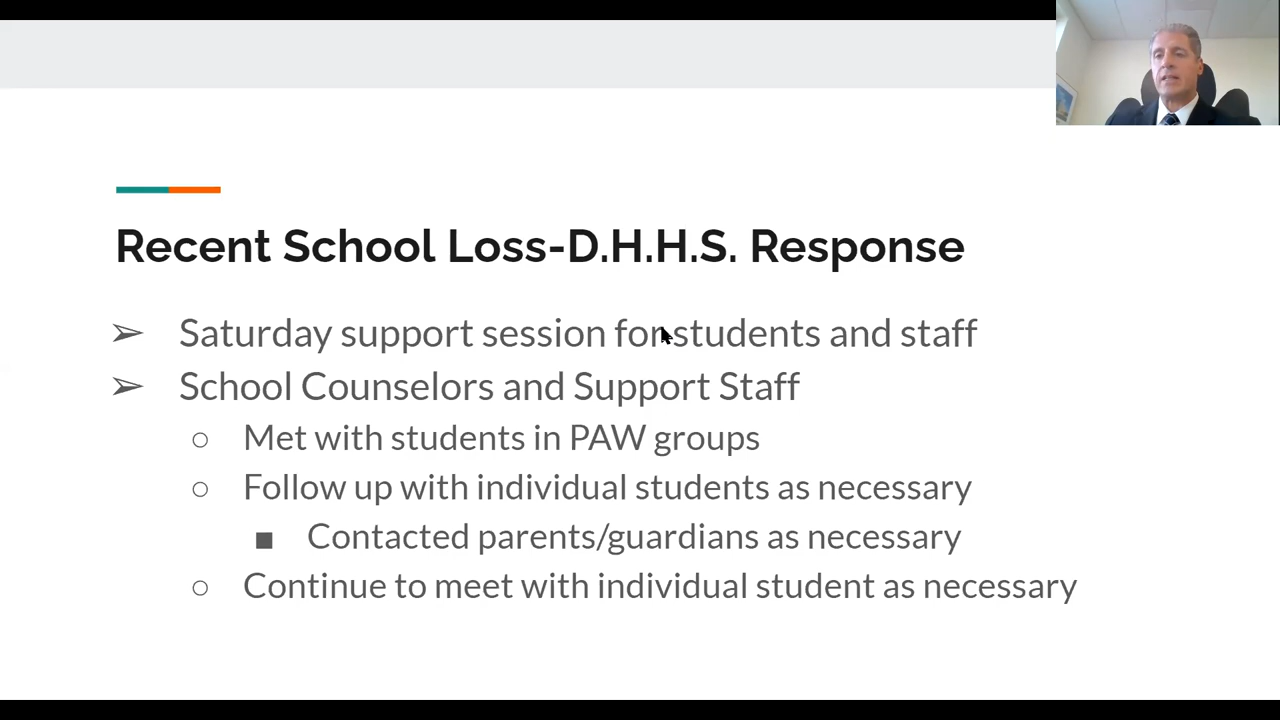 Recent School Loss-D.H.H.S. Response
➢ Saturday support session for students and staff
➢ School Counselors and Support Staff
○ Met with students in PAW groups
○ Follow up with individual students as necessary
■ Contacted parents/guardians as necessary
○ Continue to meet with individual student as necessary